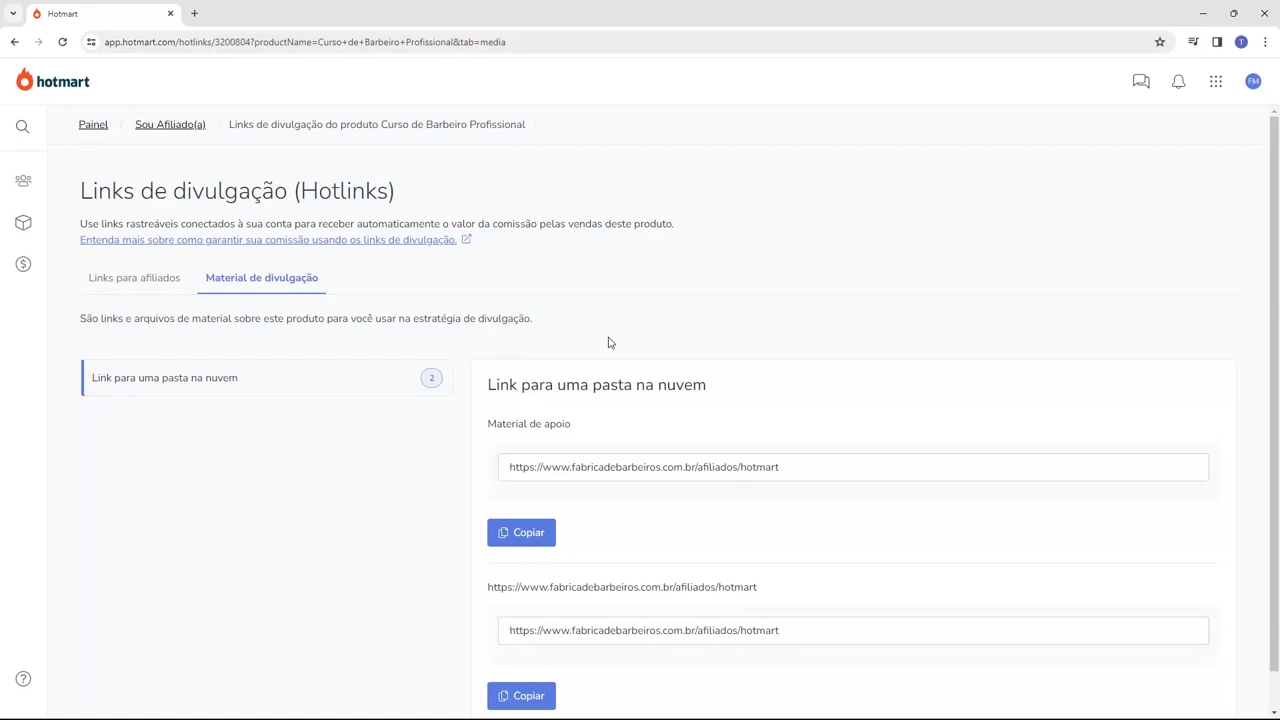 Hotmart
app.hotmart.com/hotlinks/3200804?productName=Curso+de+Barbeiro+Profissional&tab=media
T
hotmart
FM
Painel / Sou Afiliado(a) / Links de divulgação do produto Curso de Barbeiro Profissional /
Links de divulgação (Hotlinks)
Use links rastreáveis conectados à sua conta para receber automaticamente o valor da comissão pelas vendas deste produto.
Entenda mais sobre como garantir sua comissão usando os links de divulgação.
Links para afiliados Material de divulgação
São links e arquivos de material sobre este produto para você usar na estratégia de divulgação.
Link para uma pasta na nuvem 2
Link para uma pasta na nuvem
Material de apoio
https://www.fabricadebarbeiros.com.br/afiliados/hotmart
Copiar
https://www.fabricadebarbeiros.com.br/afiliados/hotmart
https://www.fabricadebarbeiros.com.br/afiliados/hotmart
Copiar